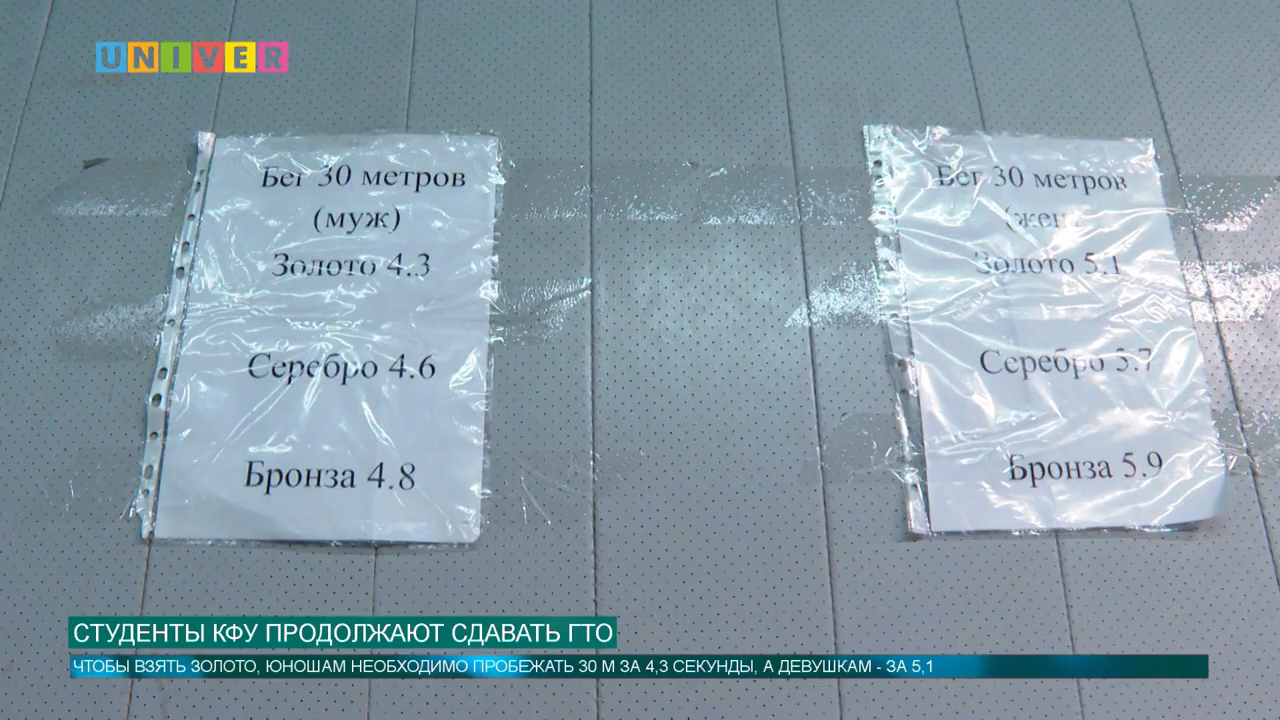 UNIVER
Бег 30 метров
(муж)
Золото 4.3
Серебро 4.6
Бронза 4.8
Бег 30 метров
(жен)
Золото 5.1
Серебро 5.7
Бронза 5.9
СТУДЕНТЫ КФУ ПРОДОЛЖАЮТ СДАВАТЬ ГТО
ЧТОБЫ ВЗЯТЬ ЗОЛОТО, ЮНОШАМ НЕОБХОДИМО ПРОБЕЖАТЬ 30 М ЗА 4,3 СЕКУНДЫ, А ДЕВУШКАМ - ЗА 5,1